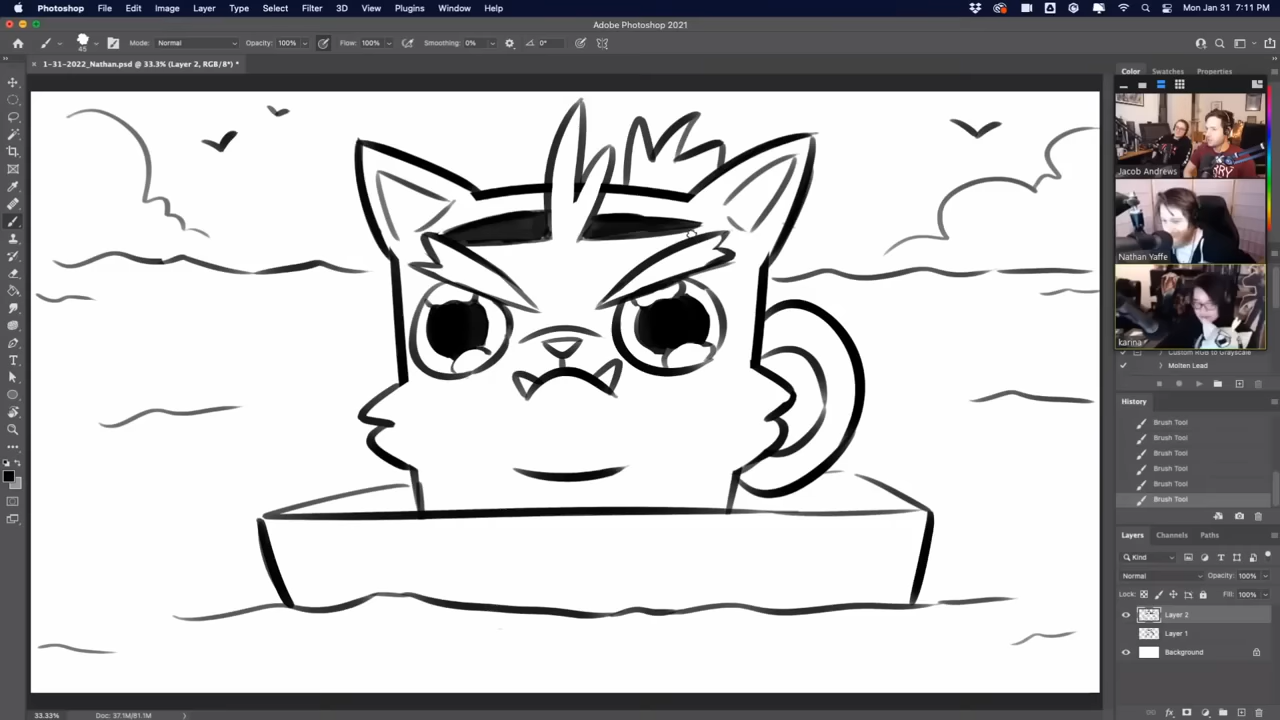 Photoshop File Edit Image Layer Type Select Filter 3D View Plugins Window Help Mon Jan 31 7:11 PM
Adobe Photoshop 2021
45 Mode: Normal Opacity: 100% Flow: 100% Smoothing: 0% 0°
1-31-2022_Nathan.psd @ 33.3% (Layer 2, RGB/8*) *
Color Swatches Properties
Jacob Andrews
Nathan Yaffe
karina
Custom RGB to Grayscale
Molten Lead
History
Brush Tool
Brush Tool
Brush Tool
Brush Tool
Brush Tool
Brush Tool
Layers Channels Paths
Kind
Normal Opacity: 100%
Lock: Fill: 100%
Layer 2
Layer 1
Background
33.33% Doc: 37.1M/81.1M